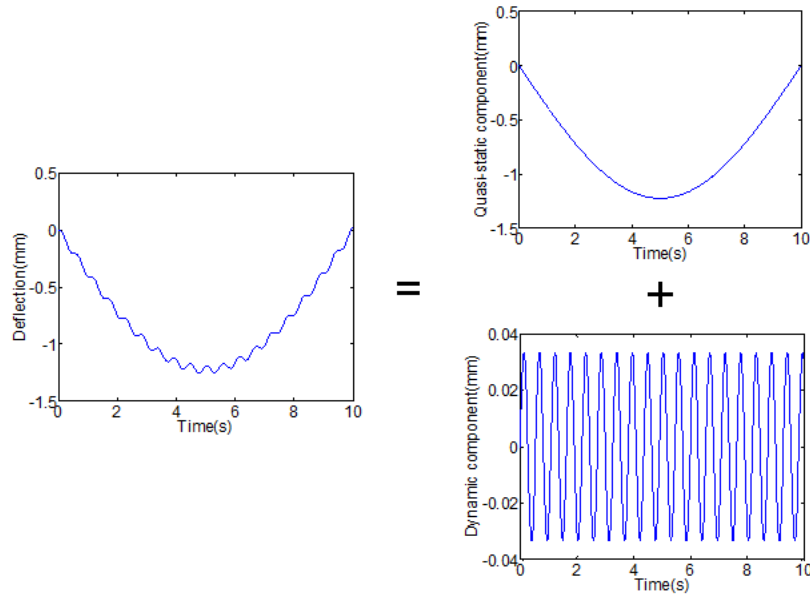 0.5
0
-0.5
-1
-1.5
0 2 4 6 8 10
Deflection(mm)
Time(s)
=
0.5
0
-0.5
-1
-1.5
0 2 4 6 8 10
Quasi-static component(mm)
Time(s)
+
0.04
0.02
0
-0.02
-0.04
0 2 4 6 8 10
Dynamic component(mm)
Time(s)